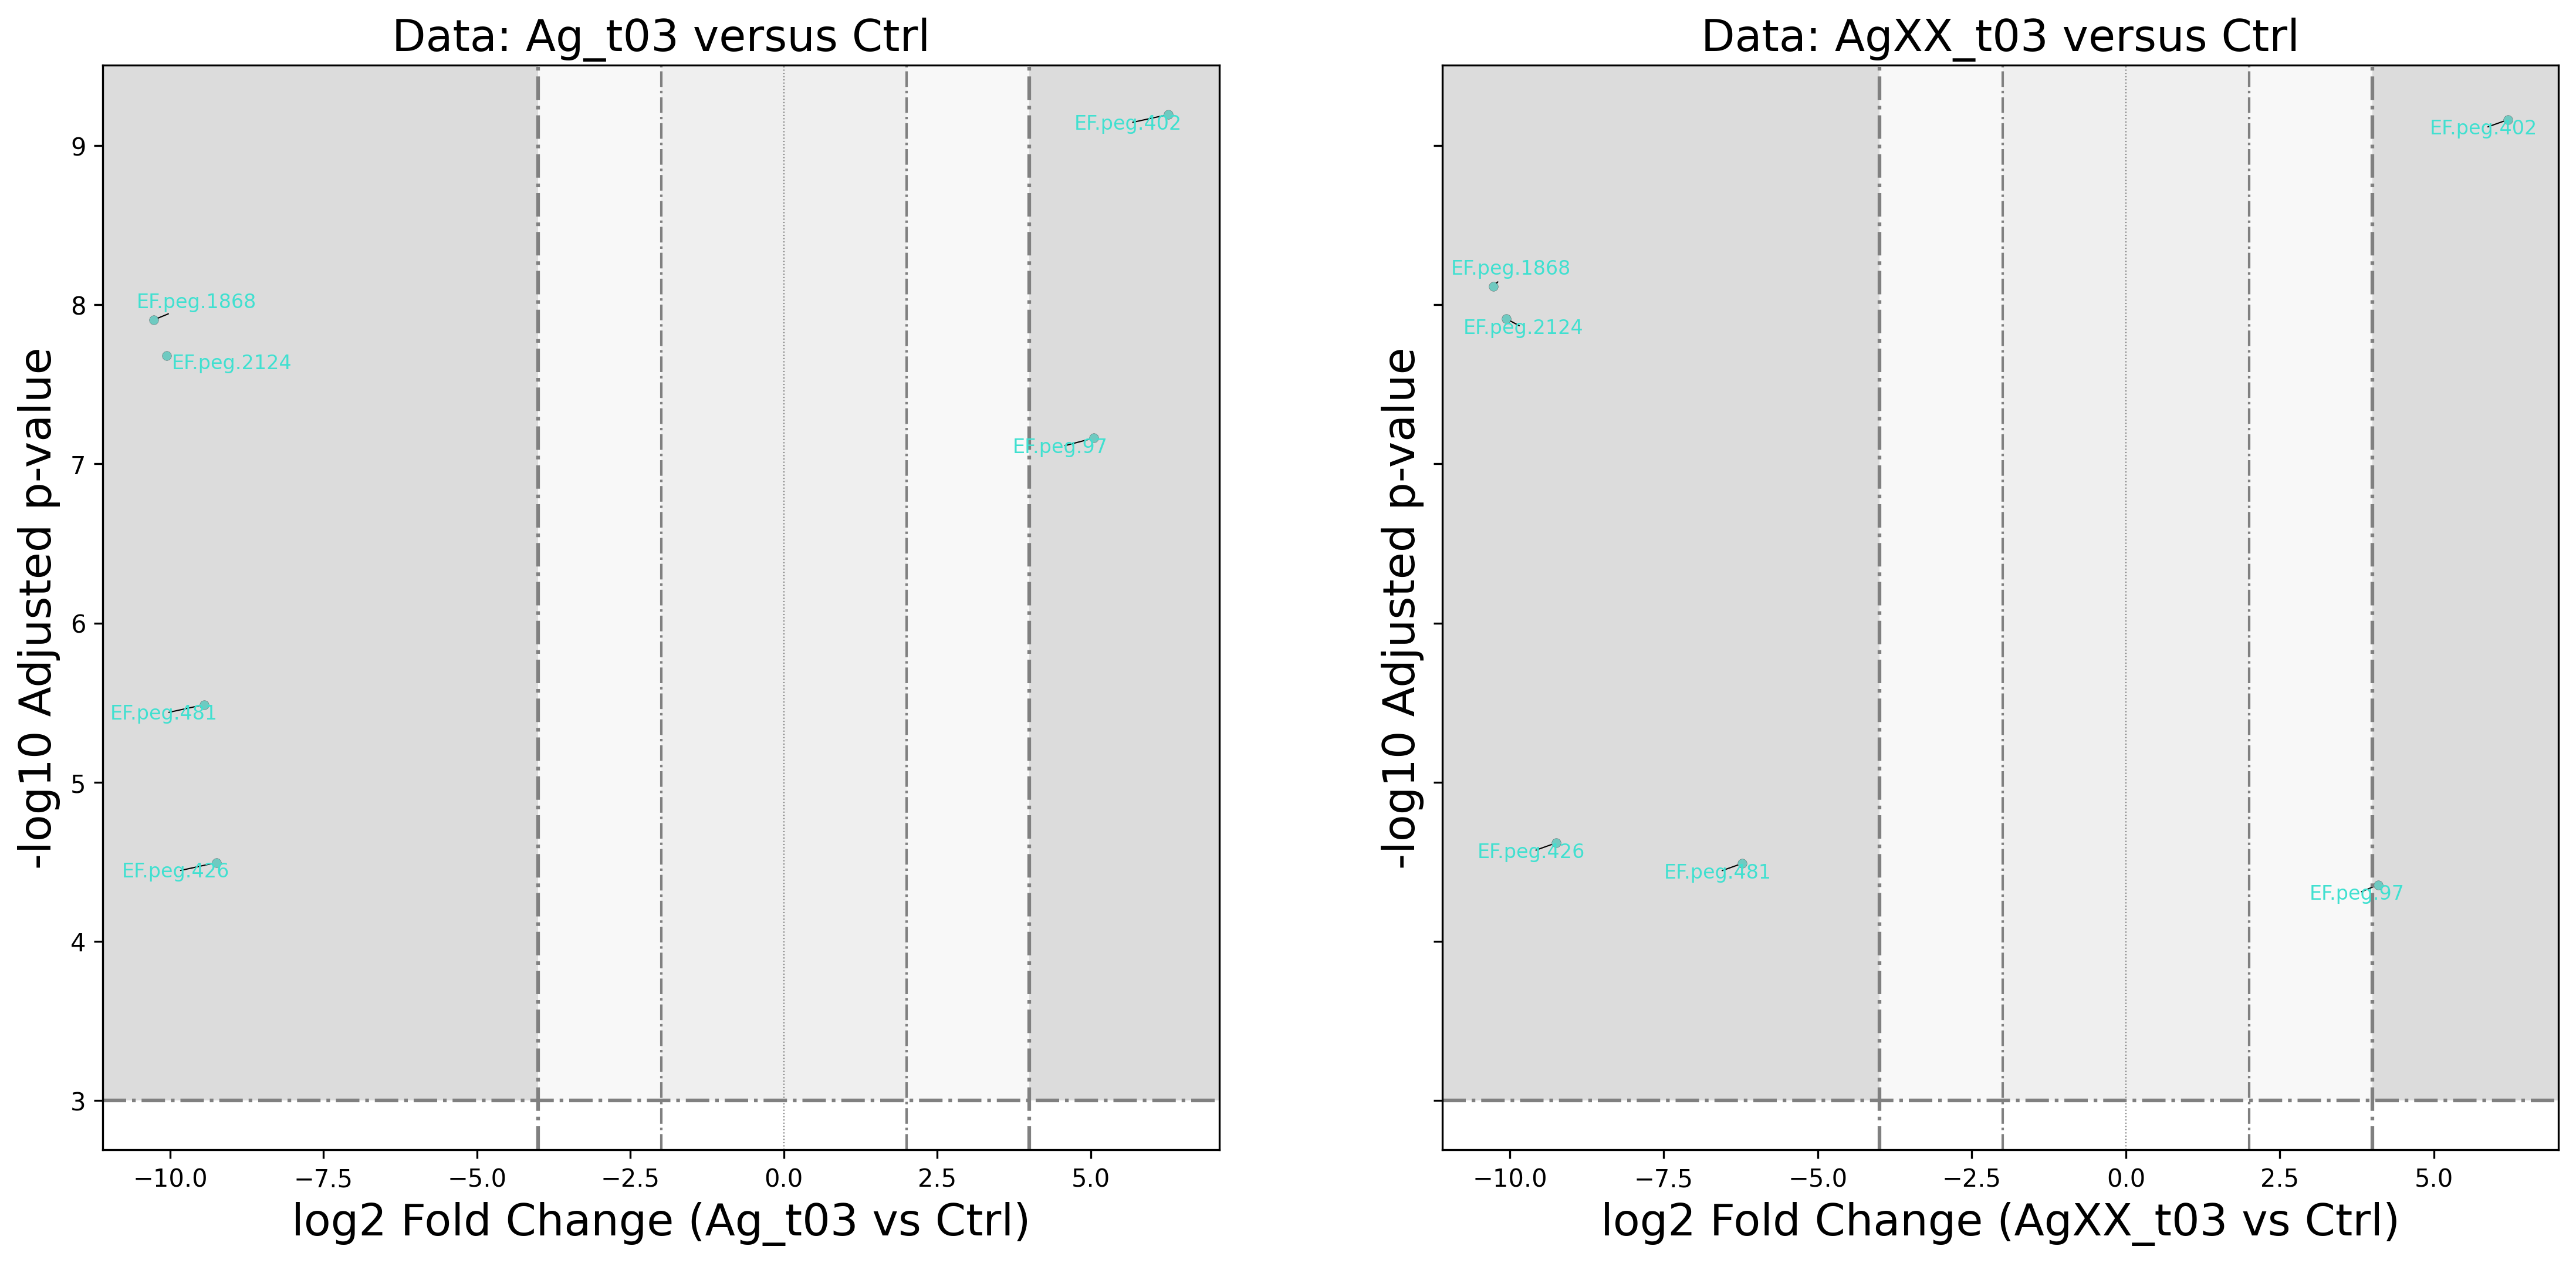 Data: Ag_t03 versus Ctrl
-log10 Adjusted p-value
9
8
7
6
5
4
3
EF.peg.402
EF.peg.1868
EF.peg.2124
EF.peg.97
EF.peg.481
EF.peg.426
−10.0 −7.5 −5.0 −2.5 0.0 2.5 5.0
log2 Fold Change (Ag_t03 vs Ctrl)
Data: AgXX_t03 versus Ctrl
-log10 Adjusted p-value
EF.peg.402
EF.peg.1868
EF.peg.2124
EF.peg.426
EF.peg.481
EF.peg.97
−10.0 −7.5 −5.0 −2.5 0.0 2.5 5.0
log2 Fold Change (AgXX_t03 vs Ctrl)